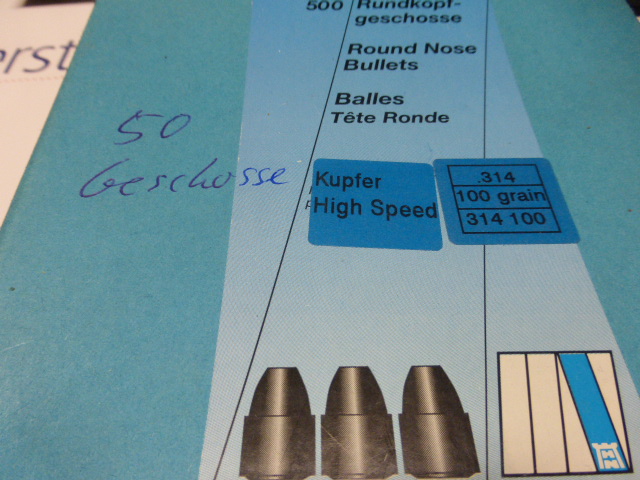 erst
500 Rundkopf-
geschosse
Round Nose
Bullets
Balles
Tête Ronde
50
Geschosse
Kupfer
High Speed
.314
100 grain
314 100